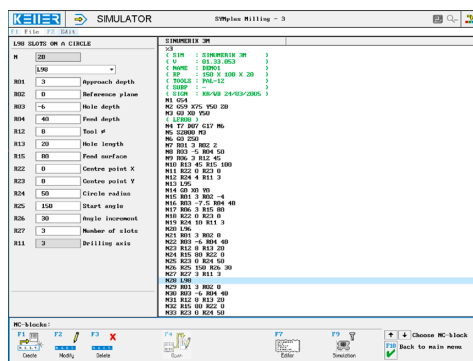 KELLER
SIMULATOR
SYMplus Milling - 3
F1 File F2 Edit
L98 SLOTS ON A CIRCLE
N 28
L98
R01 3 Approach depth
R02 0 Reference plane
R03 -6 Hole depth
R04 40 Feed depth
R12 8 Tool ø
R13 20 Hole length
R15 80 Feed surface
R22 0 Centre point X
R23 0 Centre point Y
R24 50 Circle radius
R25 150 Start angle
R26 30 Angle increment
R27 3 Number of slots
R11 3 Drilling axis
SINUMERIK 3M
%3
( SIM : SINUMERIK 3M )
( V : 01.33.053 )
( NAME : DEMO1 )
( RP : 150 X 100 X 20 )
( TOOLS : PAL-12 )
( SUBP : - )
( SIGN : KR/WB 24/03/2005 )
N1 G54
N2 G59 X75 Y50 Z0
N3 G0 X0 Y50
( LFR08 )
N4 T7 D07 G17 M6
N5 S2000 M3
N6 G0 Z50
N7 R01 3 R02 2
N8 R03 -5 R04 50
N9 R06 3 R12 45
N10 R13 45 R15 100
N11 R22 0 R23 0
N12 R24 4 R11 3
N13 L95
N14 G0 X0 Y0
N15 R01 3 R02 -4
N16 R03 -7.5 R04 40
N17 R06 3 R15 80
N18 R22 0 R23 0
N19 R24 10 R11 3
N20 L96
N21 R01 3 R02 0
N22 R03 -6 R04 40
N23 R12 8 R13 20
N24 R15 80 R22 0
N25 R23 0 R24 50
N26 R25 150 R26 30
N27 R27 3 R11 3
N28 L98
N29 R01 3 R02 0
N30 R03 -6 R04 40
N31 R12 8 R13 20
N32 R15 80 R22 0
N33 R23 0 R24 50
NC-blocks:
F1 Create
F2 Modify
F3 Delete
F4 Open
F7 Editor
F9 Simulation
Choose NC-block
F10 Back to main menu